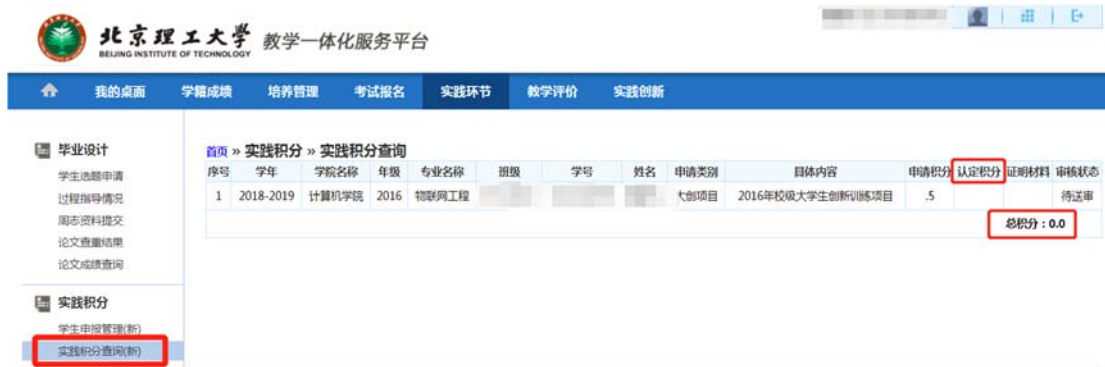 北京理工大学 教学一体化服务平台
BEIJING INSTITUTE OF TECHNOLOGY
我的桌面 学籍成绩 培养管理 考试报名 实践环节 教学评价 实践创新
毕业设计
学生选题申请
过程指导情况
周志资料提交
论文查重结果
论文成绩查询
实践积分
学生申报管理(新)
实践积分查询(新)
首页 » 实践积分 » 实践积分查询
序号 学年 学院名称 年级 专业名称 班级 学号 姓名 申请类别 具体内容 申请积分 认定积分 证明材料 审核状态
1 2018-2019 计算机学院 2016 物联网工程 大创项目 2016年校级大学生创新训练项目 .5 待送审
总积分：0.0